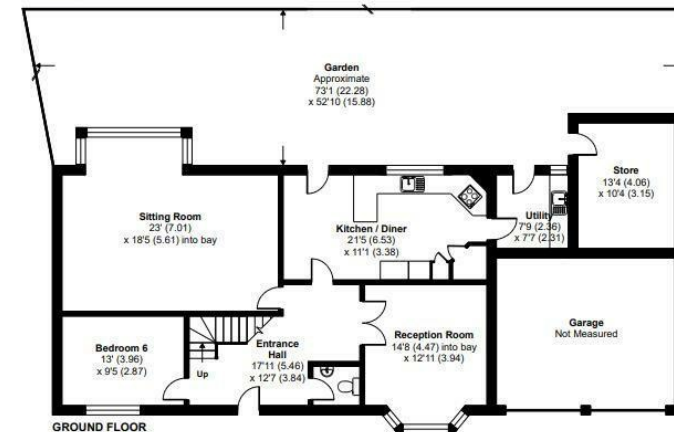 Garden
Approximate
73'1 (22.28)
x 52'10 (15.88)
Store
13'4 (4.06)
x 10'4 (3.15)
Sitting Room
23' (7.01)
x 18'5 (5.61) into bay
Kitchen / Diner
21'5 (6.53)
x 11'1 (3.38)
Utility
7'9 (2.36)
x 7'7 (2.31)
Garage
Not Measured
Reception Room
14'8 (4.47) into bay
x 12'11 (3.94)
Entrance
Hall
17'11 (5.46)
x 12'7 (3.84)
Bedroom 6
13' (3.96)
x 9'5 (2.87)
Up
GROUND FLOOR